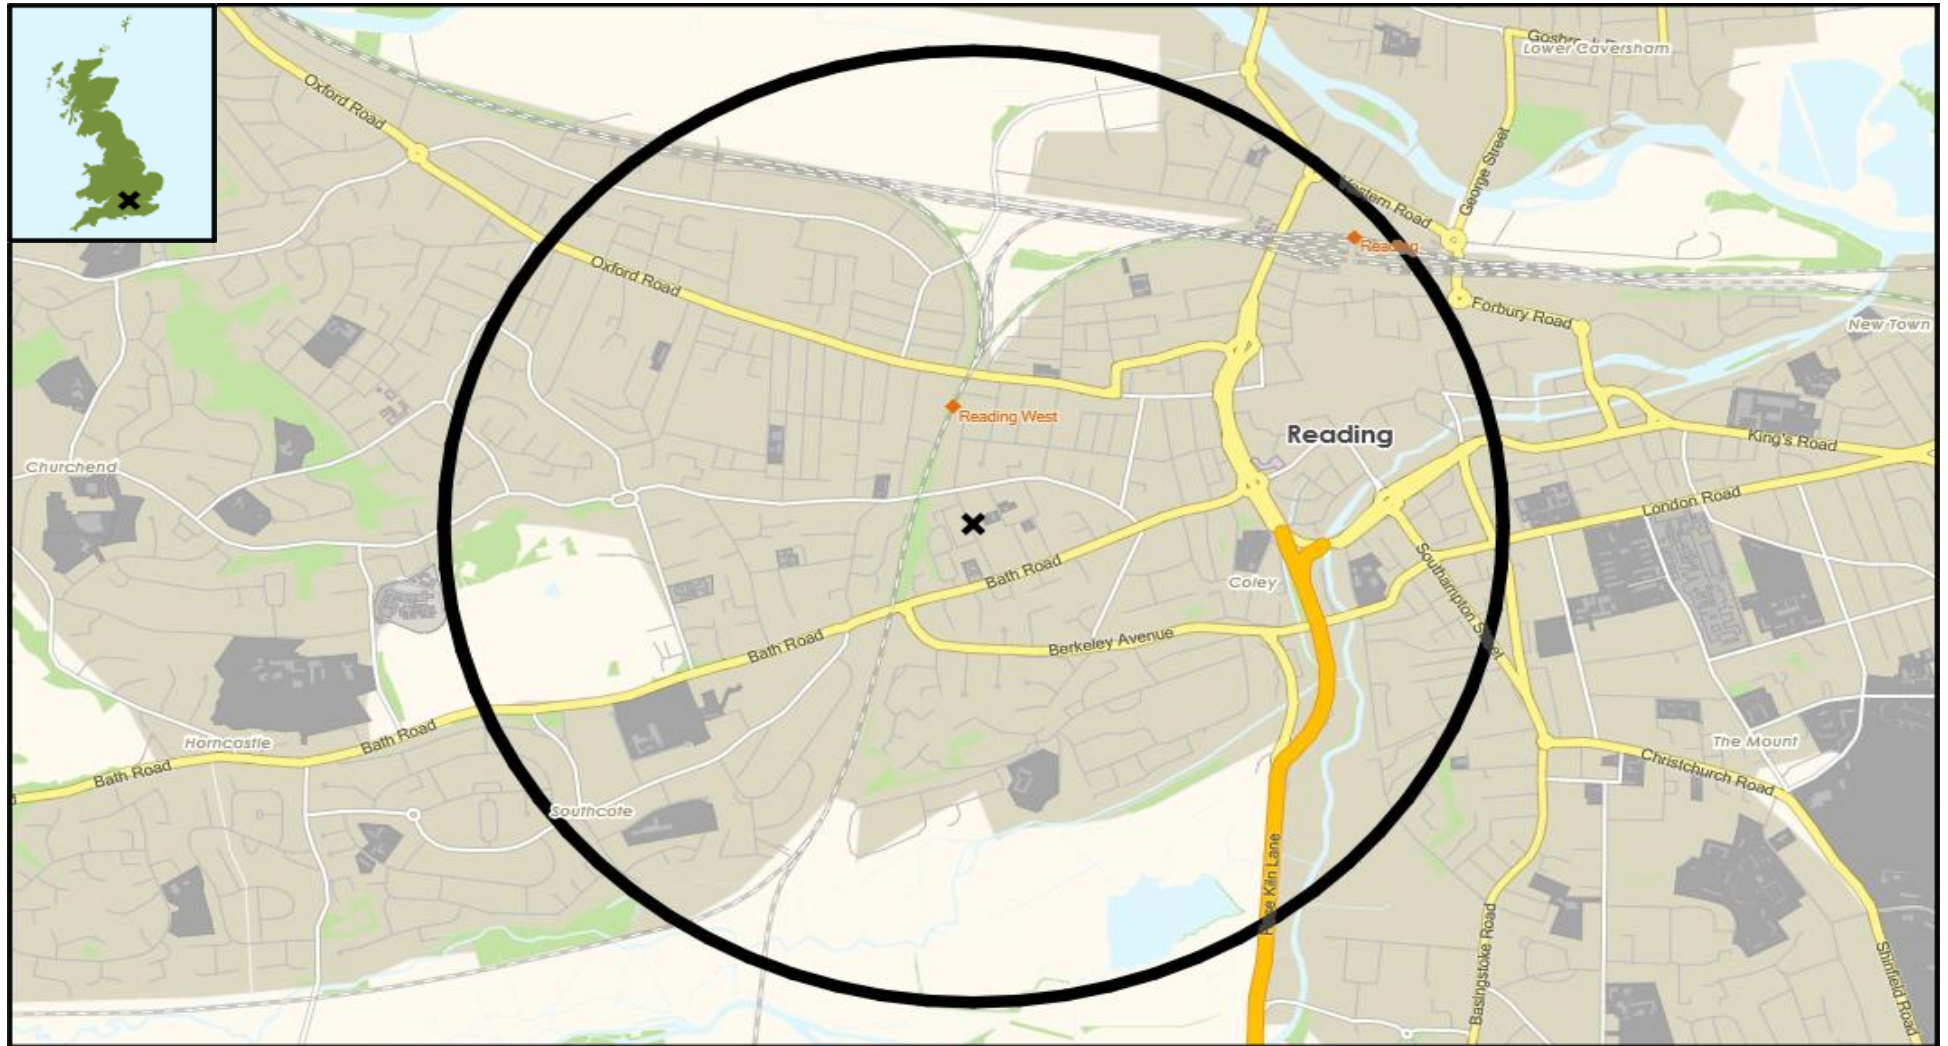 Oxford Road
Lower Caversham
George Street
Western Road
Reading
Oxford Road
Forbury Road
New Town
Reading West
Reading
King's Road
Churchend
London Road
Bath Road
Coley
Southampton Street
Berkeley Avenue
Bath Road
Bath Road
Horncastle
Bath Road
The Mount
Christchurch Road
Southcote
Kiln Lane
Basingstoke Road
Shinfield Road